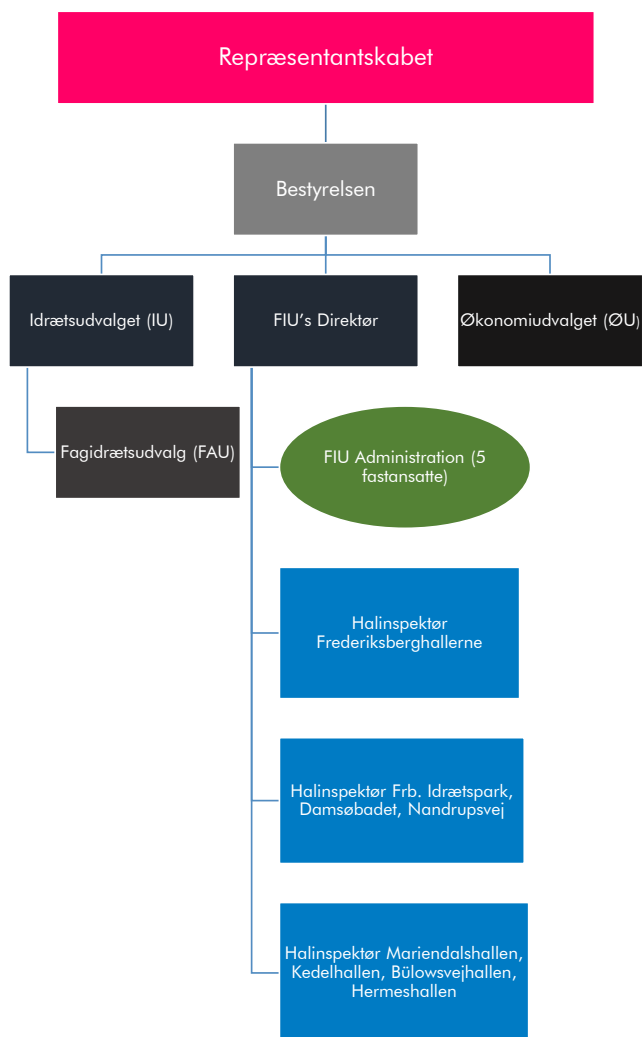 Repræsentantskabet
Bestyrelsen
Idrætsudvalget (IU)
FIU's Direktør
Økonomiudvalget (ØU)
Fagidrætsudvalg (FAU)
FIU Administration (5
fastansatte)
Halinspektør
Frederiksberghallerne
Halinspektør Frb. Idrætspark,
Damsøbadet, Nandrupsvej
Halinspektør Mariendalshallen,
Kedelhallen, Bülowsvejhallen,
Hermeshallen